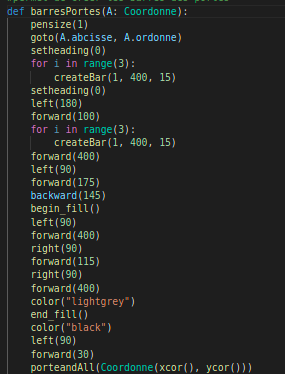 def barresPortes(A: Coordonne):
pensize(1)
goto(A.abcisse, A.ordonne)
setheading(0)
for i in range(3):
createBar(1, 400, 15)
setheading(0)
left(180)
forward(100)
for i in range(3):
createBar(1, 400, 15)
forward(400)
left(90)
forward(175)
backward(145)
begin_fill()
left(90)
forward(400)
right(90)
forward(115)
right(90)
forward(400)
color("lightgrey")
end_fill()
color("black")
left(90)
forward(30)
porteandAll(Coordonne(xcor(), ycor()))